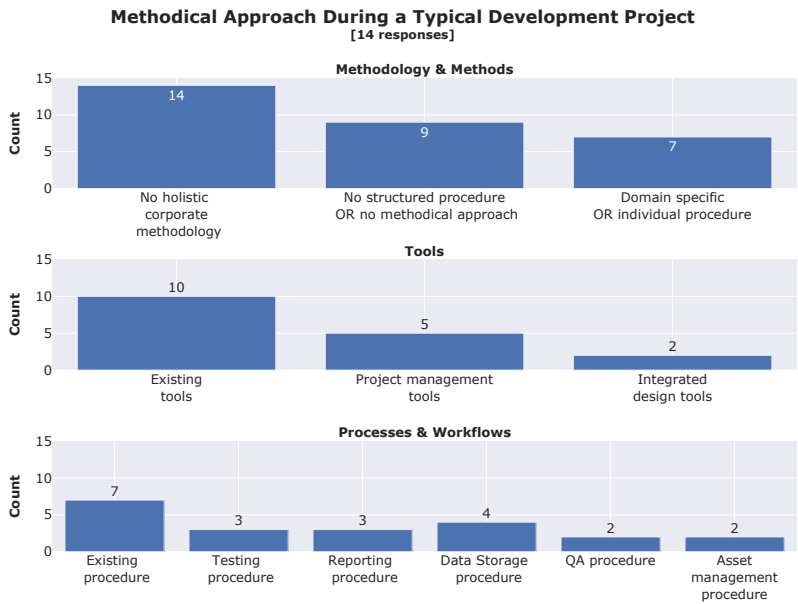 Methodical Approach During a Typical Development Project
[14 responses]
Methodology & Methods
Count
15
10
5
0
14
9
7
No holistic
corporate
methodology
No structured procedure
OR no methodical approach
Domain specific
OR individual procedure
Tools
Count
15
10
5
0
10
5
2
Existing
tools
Project management
tools
Integrated
design tools
Processes & Workflows
Count
15
10
5
0
7
3
3
4
2
2
Existing
procedure
Testing
procedure
Reporting
procedure
Data Storage
procedure
QA procedure
Asset
management
procedure